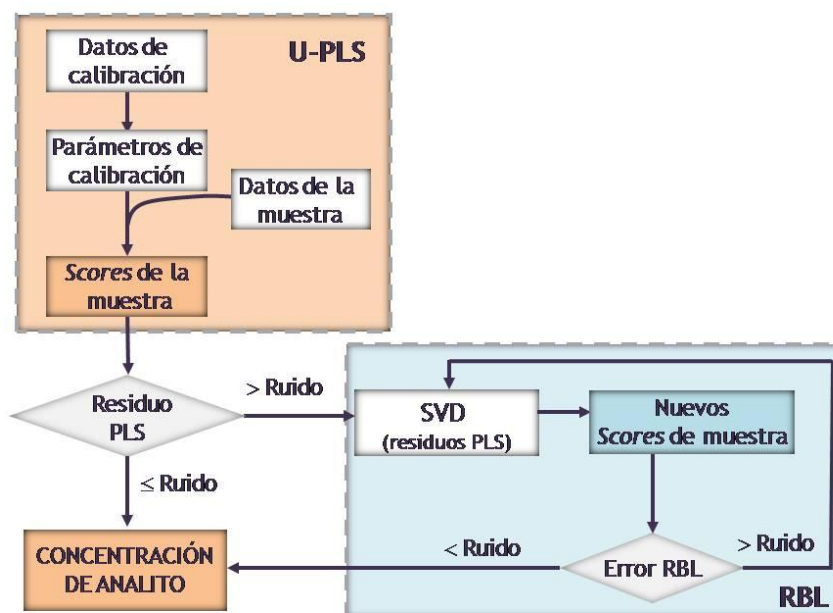 U-PLS
Datos de
calibración
Parámetros de
calibración
Datos de la
muestra
Scores de la
muestra
Residuo
PLS
> Ruido
≤ Ruido
SVD
(residuos PLS)
Nuevos
Scores de muestra
CONCENTRACIÓN
DE ANALITO
< Ruido
Error RBL
> Ruido
RBL